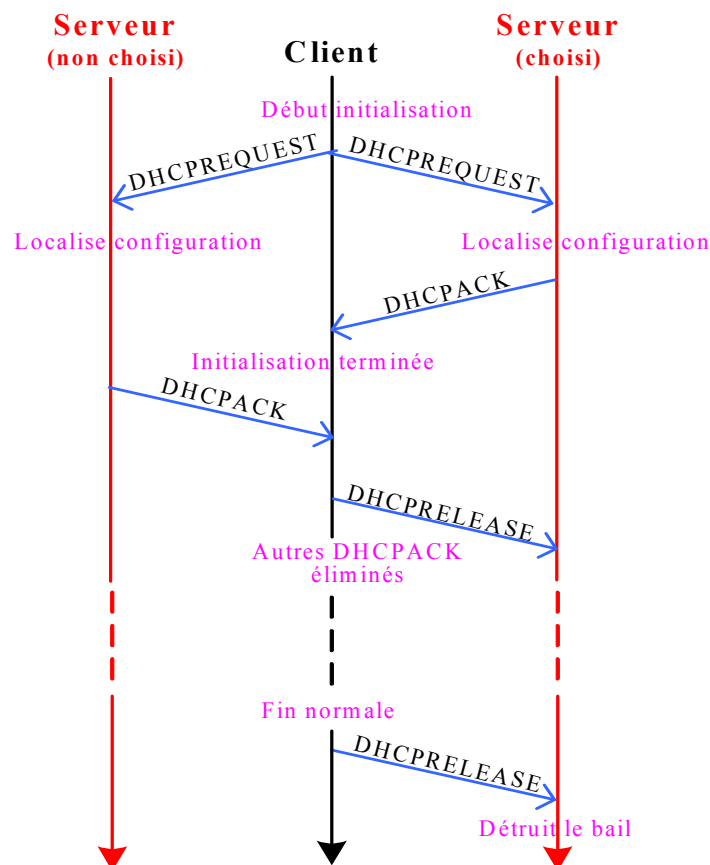 Serveur
(non choisi)
Client
Serveur
(choisi)
Début initialisation
DHCPREQUEST
DHCPREQUEST
Localise configuration
Localise configuration
DHCPACK
Initialisation terminée
DHCPACK
DHCPRELEASE
Autres DHCPACK
éliminés
Fin normale
DHCPRELEASE
Détruit le bail